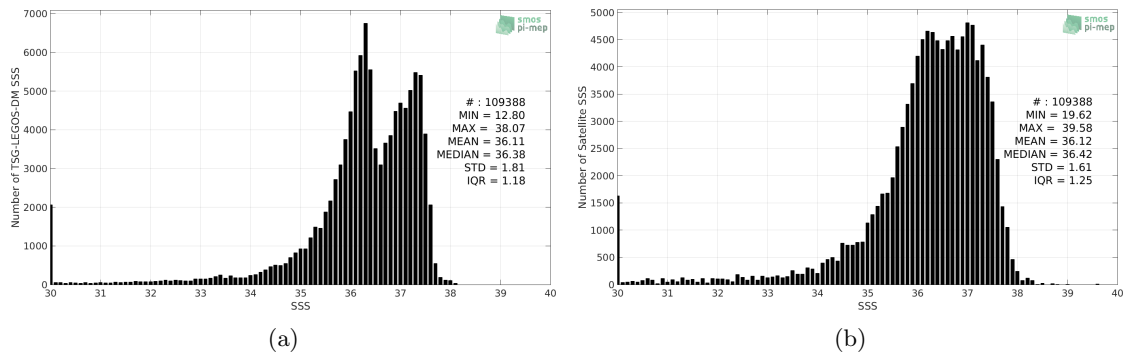 7000
6000
5000
4000
3000
2000
1000
0
Number of TSG-LEGOS-DM SSS
30 31 32 33 34 35 36 37 38 39 40
SSS
smos
pi-mep
# : 109388
MIN = 12.80
MAX = 38.07
MEAN = 36.11
MEDIAN = 36.38
STD = 1.81
IQR = 1.18
(a)
5000
4500
4000
3500
3000
2500
2000
1500
1000
500
0
Number of Satellite SSS
30 31 32 33 34 35 36 37 38 39 40
SSS
smos
pi-mep
# : 109388
MIN = 19.62
MAX = 39.58
MEAN = 36.12
MEDIAN = 36.42
STD = 1.61
IQR = 1.25
(b)